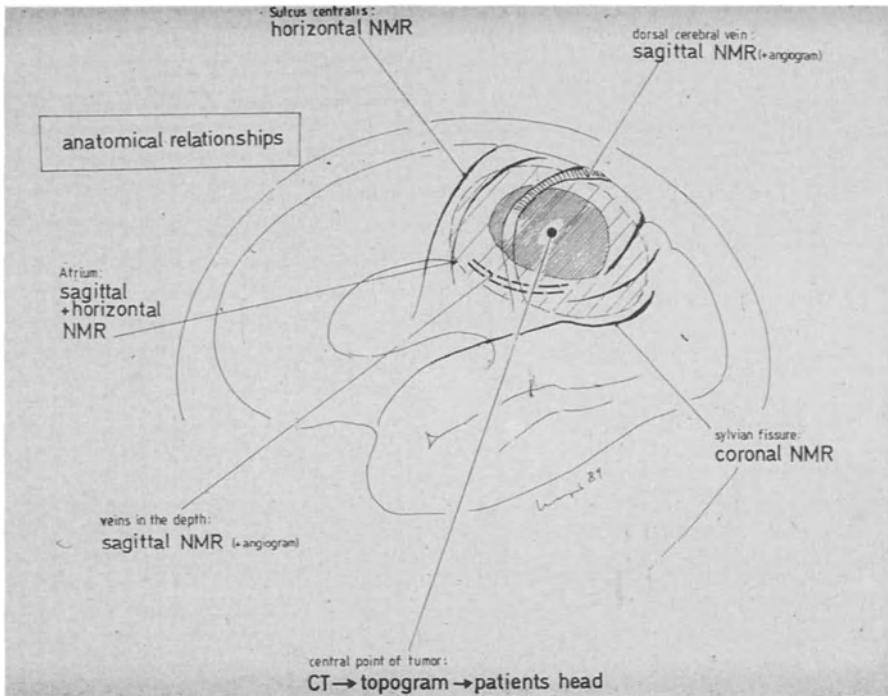 Sulcus centralis:
horizontal NMR
dorsal cerebral vein:
sagittal NMR (+angiogram)
anatomical relationships
Atrium:
sagittal
+horizontal
NMR
sylvian fissure:
coronal NMR
veins in the depth:
sagittal NMR (+angiogram)
central point of tumor:
CT→topogram→patients head